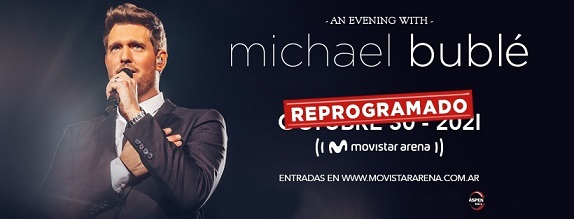 - AN EVENING WITH -
michael bublé
REPROGRAMADO
OCTUBRE 30 - 2021
movistar arena
ENTRADAS EN WWW.MOVISTARARENA.COM.AR
ASPEN